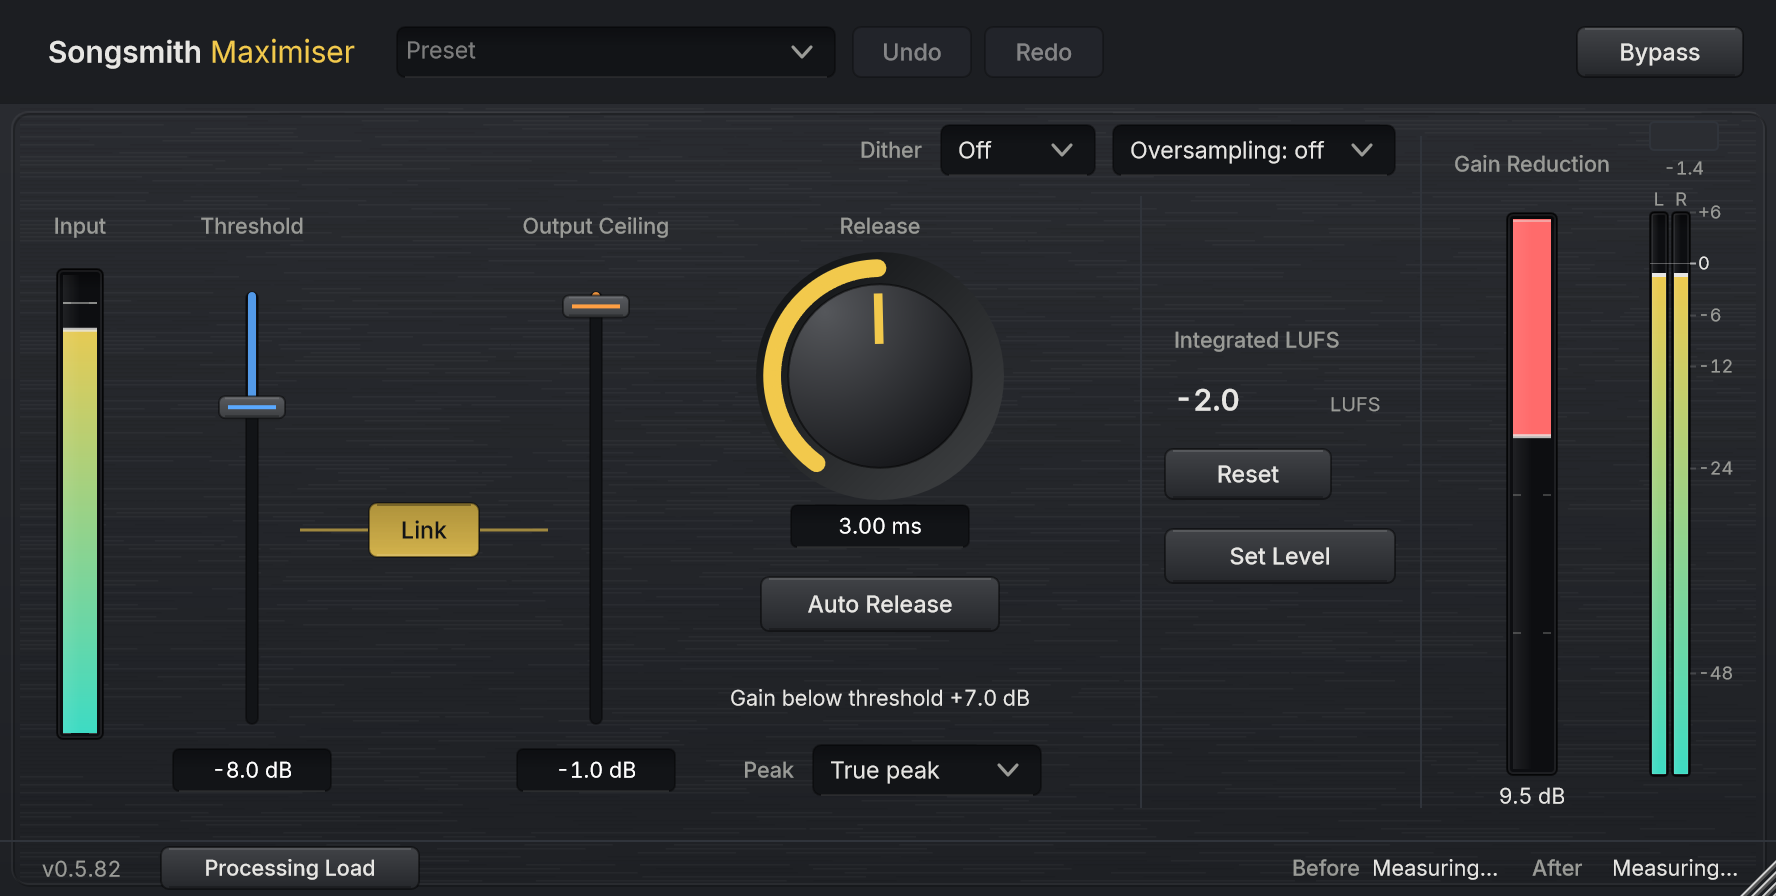 Songsmith Maximiser
Preset
Undo
Redo
Bypass
Dither
Off
Oversampling: off
Gain Reduction
-1.4
L R
Input
Threshold
Output Ceiling
Release
+6
0
-6
-12
-24
-48
Integrated LUFS
-2.0 LUFS
Reset
Set Level
Link
3.00 ms
Auto Release
Gain below threshold +7.0 dB
-8.0 dB
-1.0 dB
Peak
True peak
9.5 dB
v0.5.82
Processing Load
Before Measuring...
After Measuring...